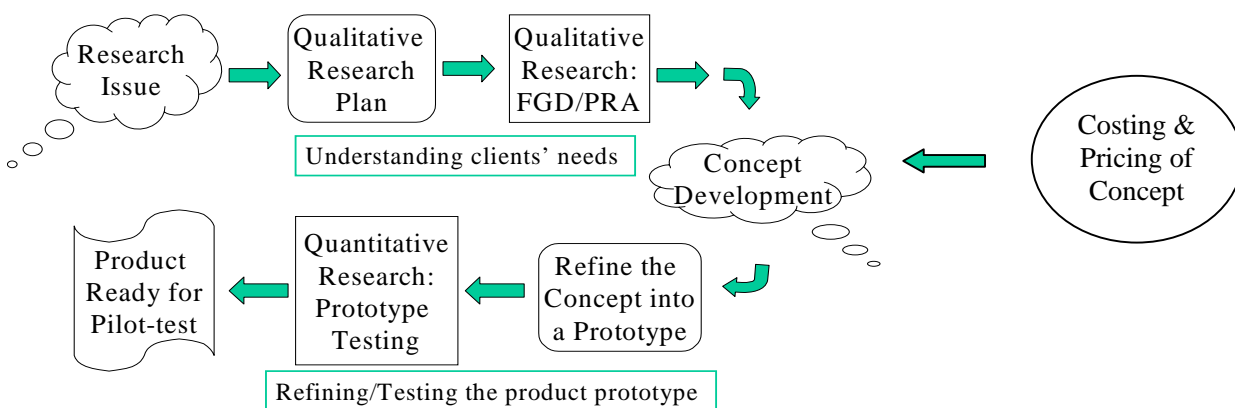 Research
Issue
Qualitative
Research
Plan
Qualitative
Research:
FGD/PRA
Understanding clients' needs
Concept
Development
Costing &
Pricing of
Concept
Product
Ready for
Pilot-test
Quantitative
Research:
Prototype
Testing
Refine the
Concept into
a Prototype
Refining/Testing the product prototype